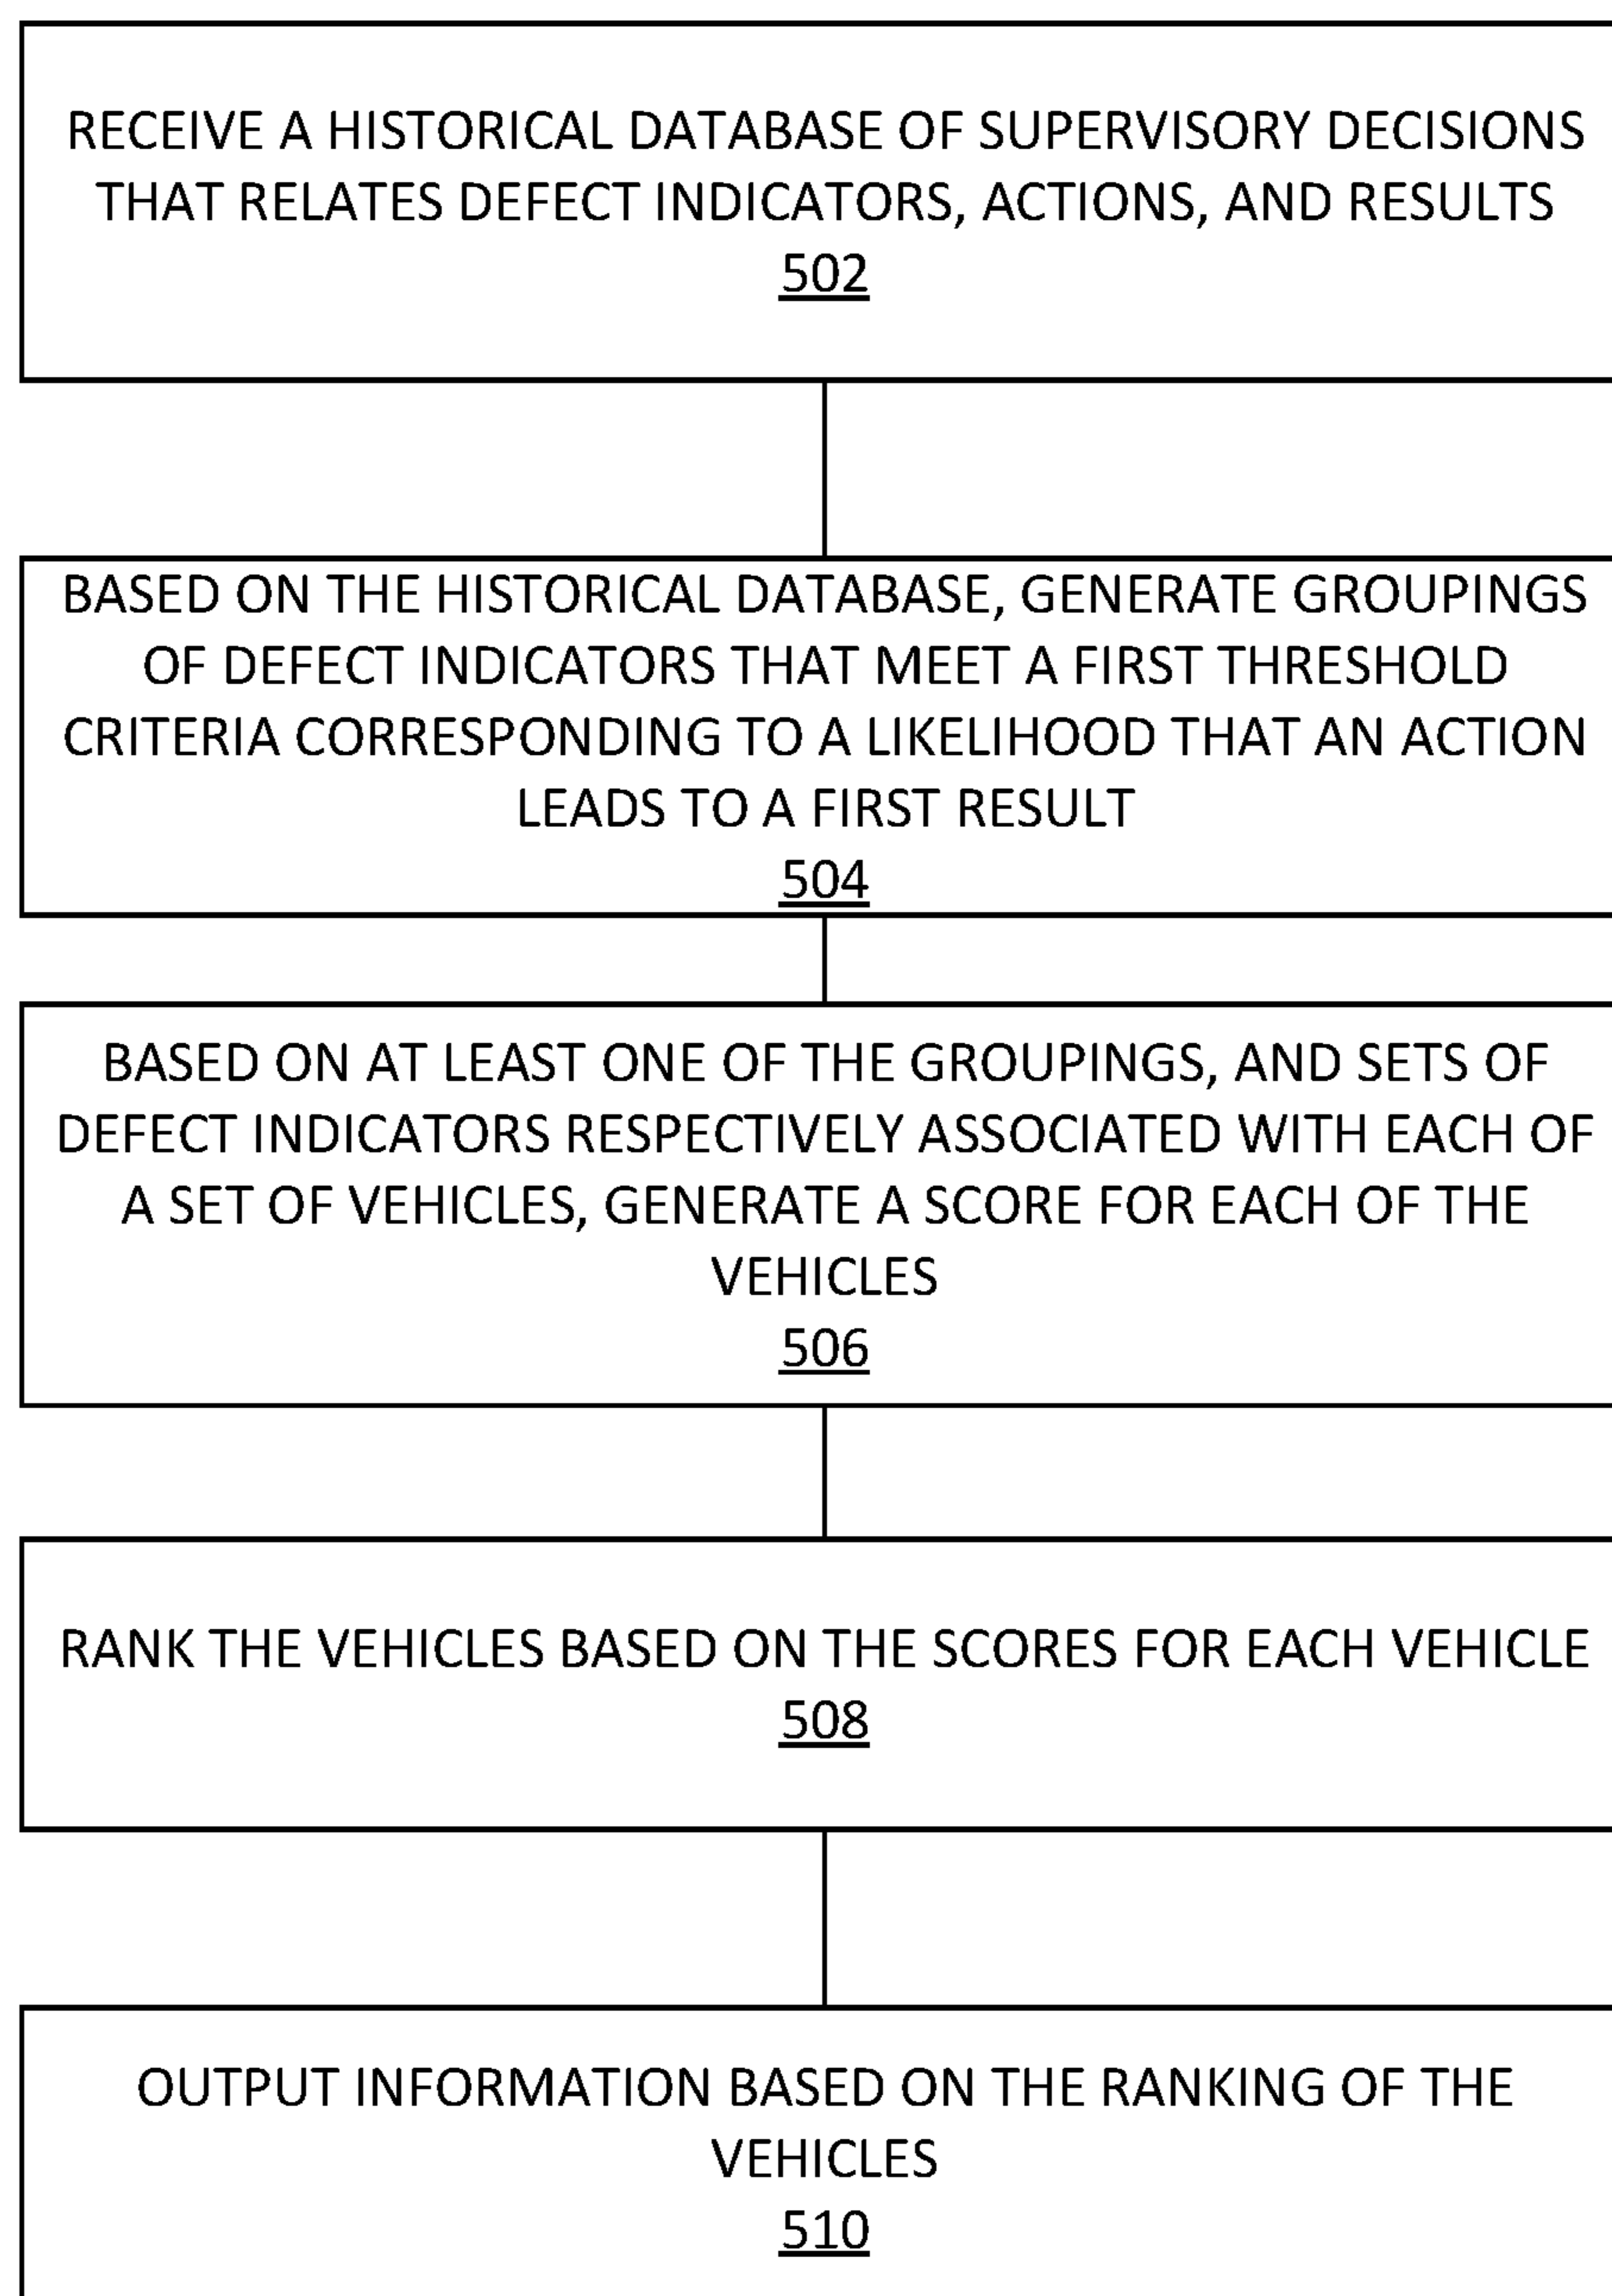 RECEIVE A HISTORICAL DATABASE OF SUPERVISORY DECISIONS
THAT RELATES DEFECT INDICATORS, ACTIONS, AND RESULTS
502
BASED ON THE HISTORICAL DATABASE, GENERATE GROUPINGS
OF DEFECT INDICATORS THAT MEET A FIRST THRESHOLD
CRITERIA CORRESPONDING TO A LIKELIHOOD THAT AN ACTION
LEADS TO A FIRST RESULT
504
BASED ON AT LEAST ONE OF THE GROUPINGS, AND SETS OF
DEFECT INDICATORS RESPECTIVELY ASSOCIATED WITH EACH OF
A SET OF VEHICLES, GENERATE A SCORE FOR EACH OF THE
VEHICLES
506
RANK THE VEHICLES BASED ON THE SCORES FOR EACH VEHICLE
508
OUTPUT INFORMATION BASED ON THE RANKING OF THE
VEHICLES
510